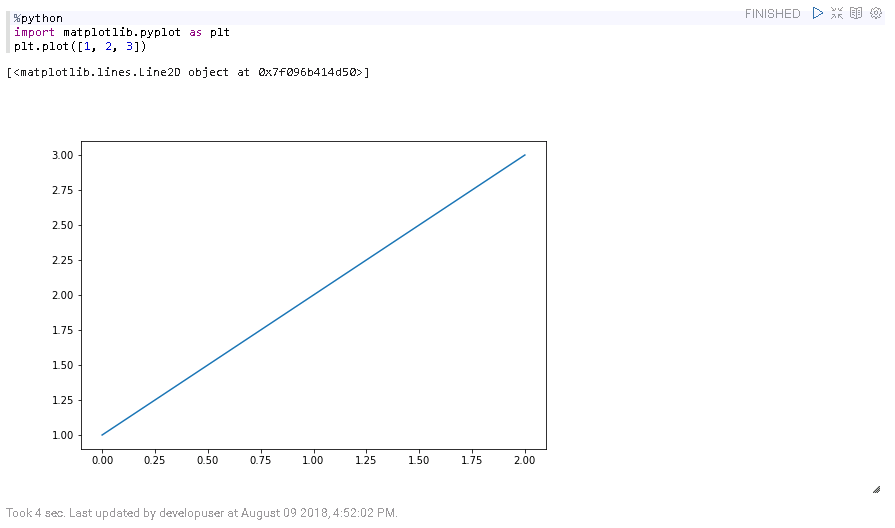 %python
FINISHED
import matplotlib.pyplot as plt
plt.plot([1, 2, 3])
[<matplotlib.lines.Line2D object at 0x7f096b414d50>]
3.00
2.75
2.50
2.25
2.00
1.75
1.50
1.25
1.00
0.00 0.25 0.50 0.75 1.00 1.25 1.50 1.75 2.00
Took 4 sec. Last updated by developuser at August 09 2018, 4:52:02 PM.